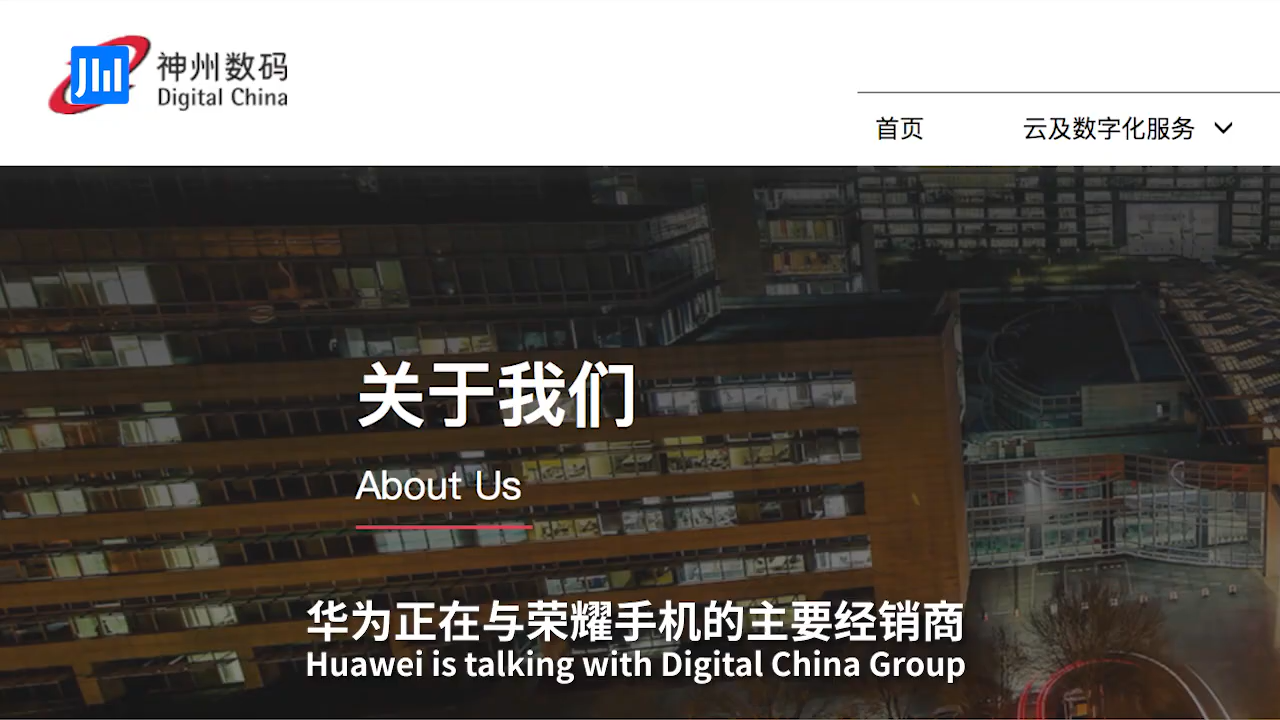 神州数码
Digital China
首页
云及数字化服务
关于我们
About Us
华为正在与荣耀手机的主要经销商
Huawei is talking with Digital China Group